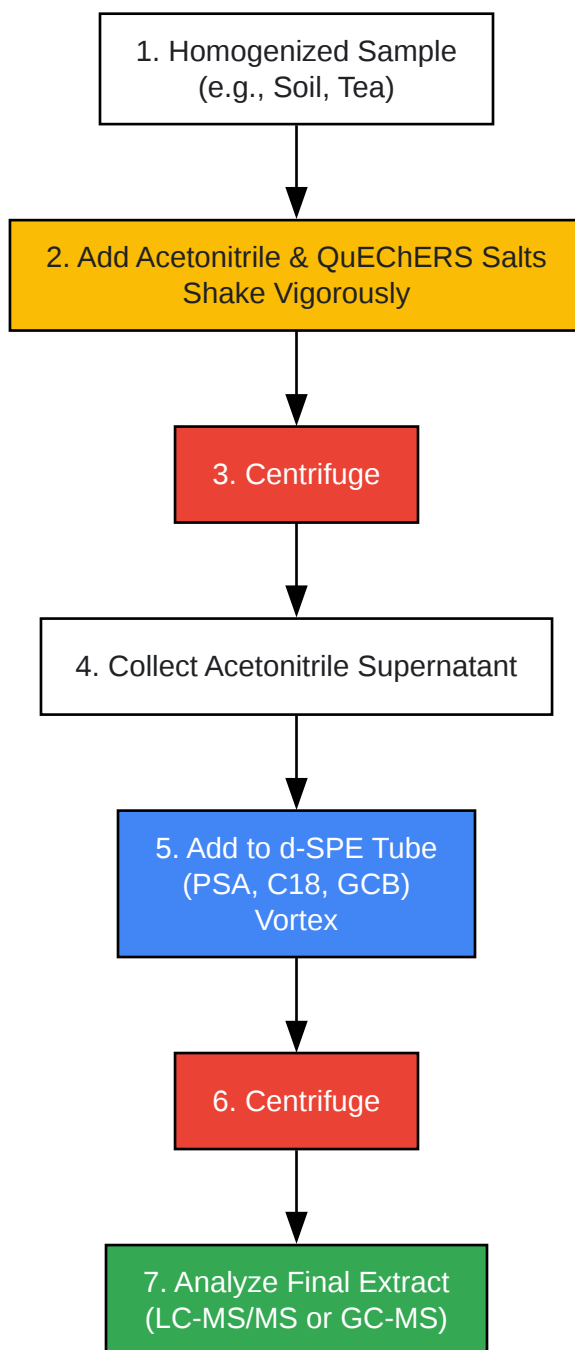 1. Homogenized Sample
(e.g., Soil, Tea)
2. Add Acetonitrile & QuEChERS Salts
Shake Vigorously
3. Centrifuge
4. Collect Acetonitrile Supernatant
5. Add to d-SPE Tube
(PSA, C18, GCB)
Vortex
6. Centrifuge
7. Analyze Final Extract
(LC-MS/MS or GC-MS)